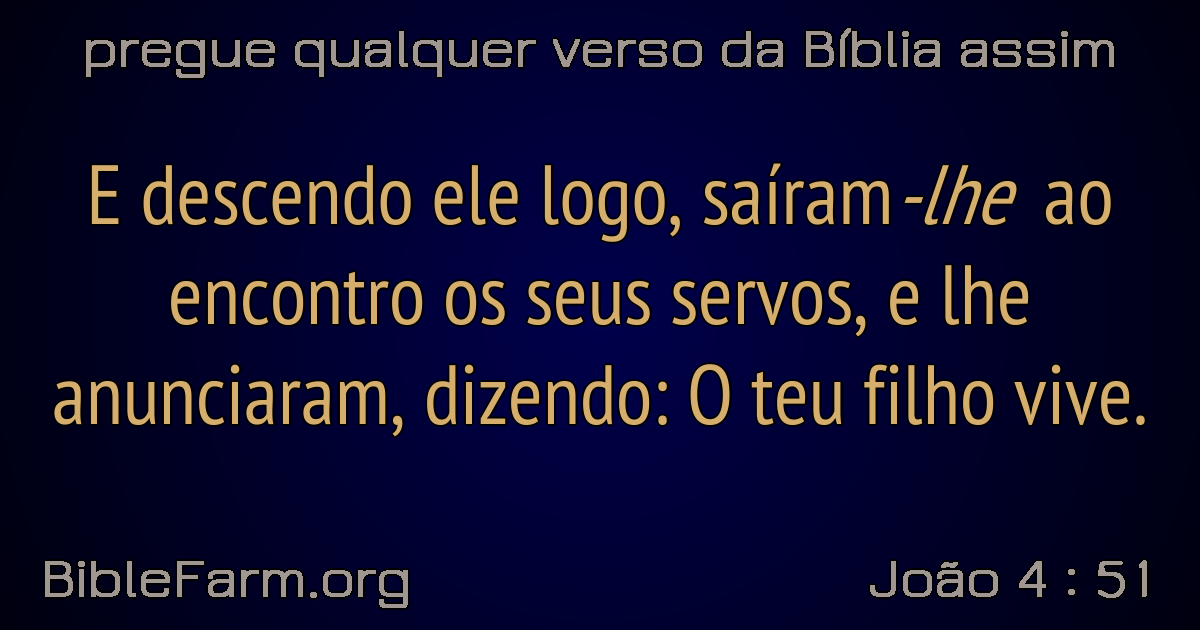 pregue qualquer verso da Bíblia assim
E descendo ele logo, saíram-lhe ao
encontro os seus servos, e lhe
anunciaram, dizendo: O teu filho vive.
BibleFarm.org
João 4 : 51